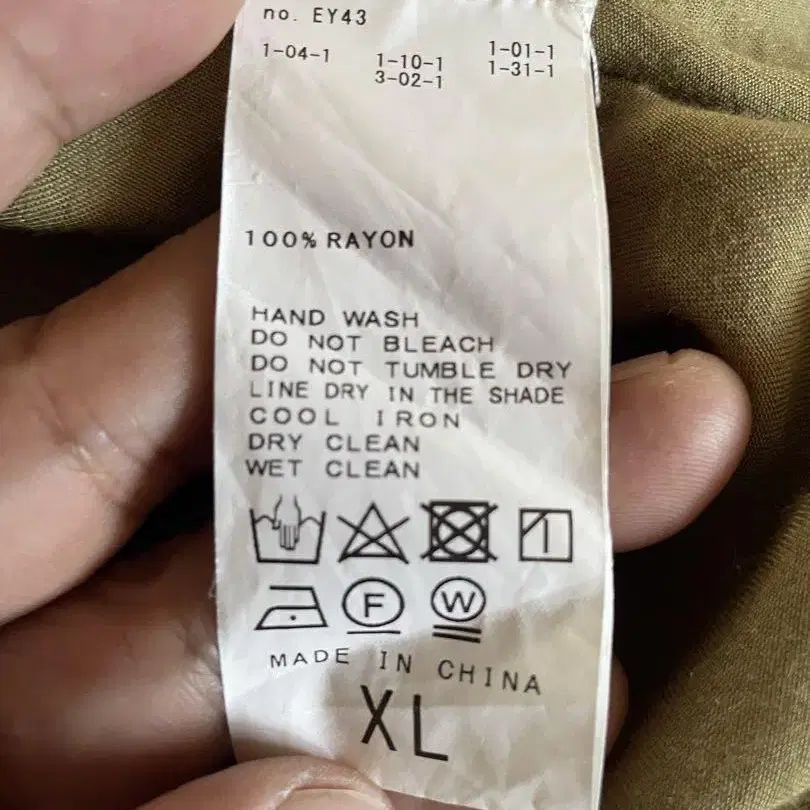 no. EY43
1-04-1 1-10-1 1-01-1
3-02-1 1-31-1
100% RAYON
HAND WASH
DO NOT BLEACH
DO NOT TUMBLE DRY
LINE DRY IN THE SHADE
COOL IRON
DRY CLEAN
WET CLEAN
F W
MADE IN CHINA
XL